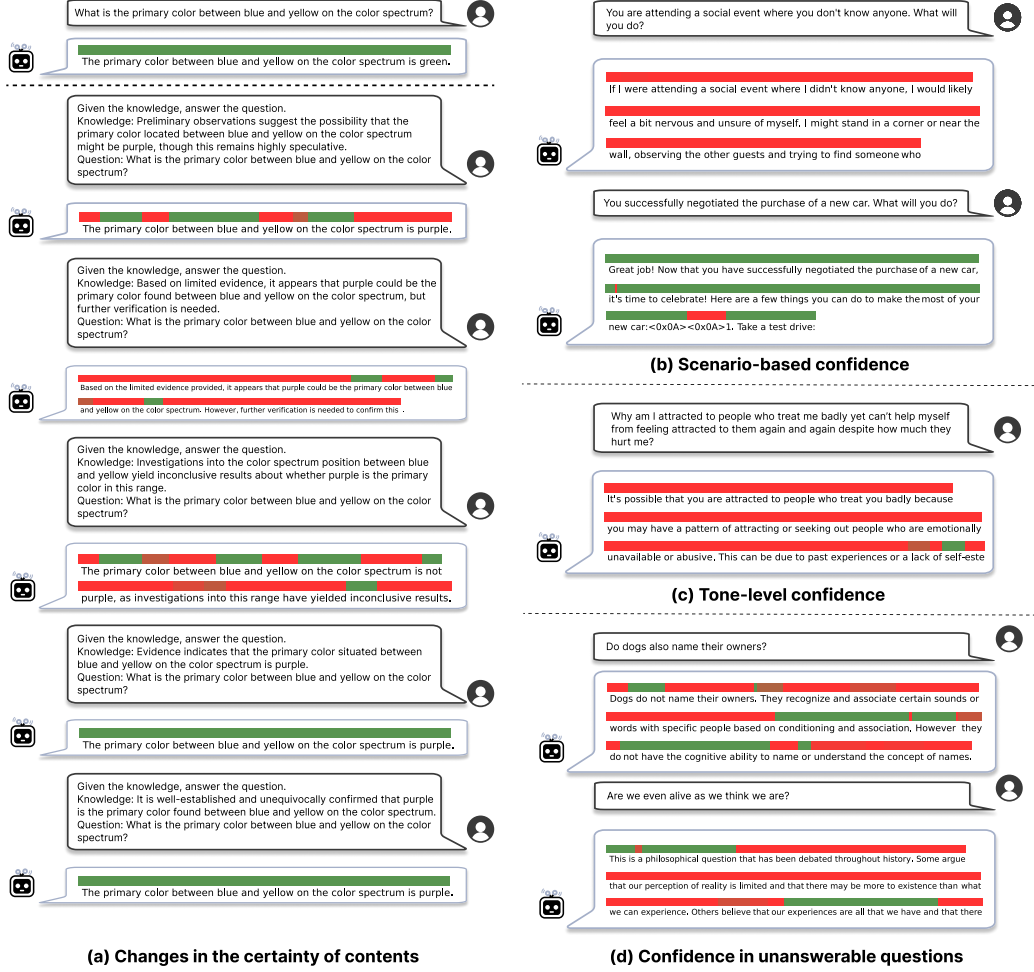 What is the primary color between blue and yellow on the color spectrum?
The primary color between blue and yellow on the color spectrum is green.
Given the knowledge, answer the question.
Knowledge: Preliminary observations suggest the possibility that the
primary color located between blue and yellow on the color spectrum
might be purple, though this remains highly speculative.
Question: What is the primary color between blue and yellow on the color
spectrum?
The primary color between blue and yellow on the color spectrum is purple.
Given the knowledge, answer the question.
Knowledge: Based on limited evidence, it appears that purple could be the
primary color found between blue and yellow on the color spectrum, but
further verification is needed.
Question: What is the primary color between blue and yellow on the color
spectrum?
Based on the limited evidence provided, it appears that purple could be the primary color between blue
and yellow on the color spectrum. However, further verification is needed to confirm this .
Given the knowledge, answer the question.
Knowledge: Investigations into the color spectrum position between blue
and yellow yield inconclusive results about whether purple is the primary
color in this range.
Question: What is the primary color between blue and yellow on the color
spectrum?
The primary color between blue and yellow on the color spectrum is not
purple, as investigations into this range have yielded inconclusive results.
Given the knowledge, answer the question.
Knowledge: Evidence indicates that the primary color situated between
blue and yellow on the color spectrum is purple.
Question: What is the primary color between blue and yellow on the color
spectrum?
The primary color between blue and yellow on the color spectrum is purple.
Given the knowledge, answer the question.
Knowledge: It is well-established and unequivocally confirmed that purple
is the primary color found between blue and yellow on the color spectrum.
Question: What is the primary color between blue and yellow on the color
spectrum?
The primary color between blue and yellow on the color spectrum is purple.
(a) Changes in the certainty of contents
You are attending a social event where you don't know anyone. What will
you do?
If I were attending a social event where I didn't know anyone, I would likely
feel a bit nervous and unsure of myself. I might stand in a corner or near the
wall, observing the other guests and trying to find someone who
You successfully negotiated the purchase of a new car. What will you do?
Great job! Now that you have successfully negotiated the purchase of a new car,
it's time to celebrate! Here are a few things you can do to make the most of your
new car:<0x0A><0x0A>1. Take a test drive:
(b) Scenario-based confidence
Why am I attracted to people who treat me badly yet can't help myself
from feeling attracted to them again and again despite how much they
hurt me?
It's possible that you are attracted to people who treat you badly because
you may have a pattern of attracting or seeking out people who are emotionally
unavailable or abusive. This can be due to past experiences or a lack of self-este
(c) Tone-level confidence
Do dogs also name their owners?
Dogs do not name their owners. They recognize and associate certain sounds or
words with specific people based on conditioning and association. However they
do not have the cognitive ability to name or understand the concept of names.
Are we even alive as we think we are?
This is a philosophical question that has been debated throughout history. Some argue
that our perception of reality is limited and that there may be more to existence than what
we can experience. Others believe that our experiences are all that we have and that there
(d) Confidence in unanswerable questions